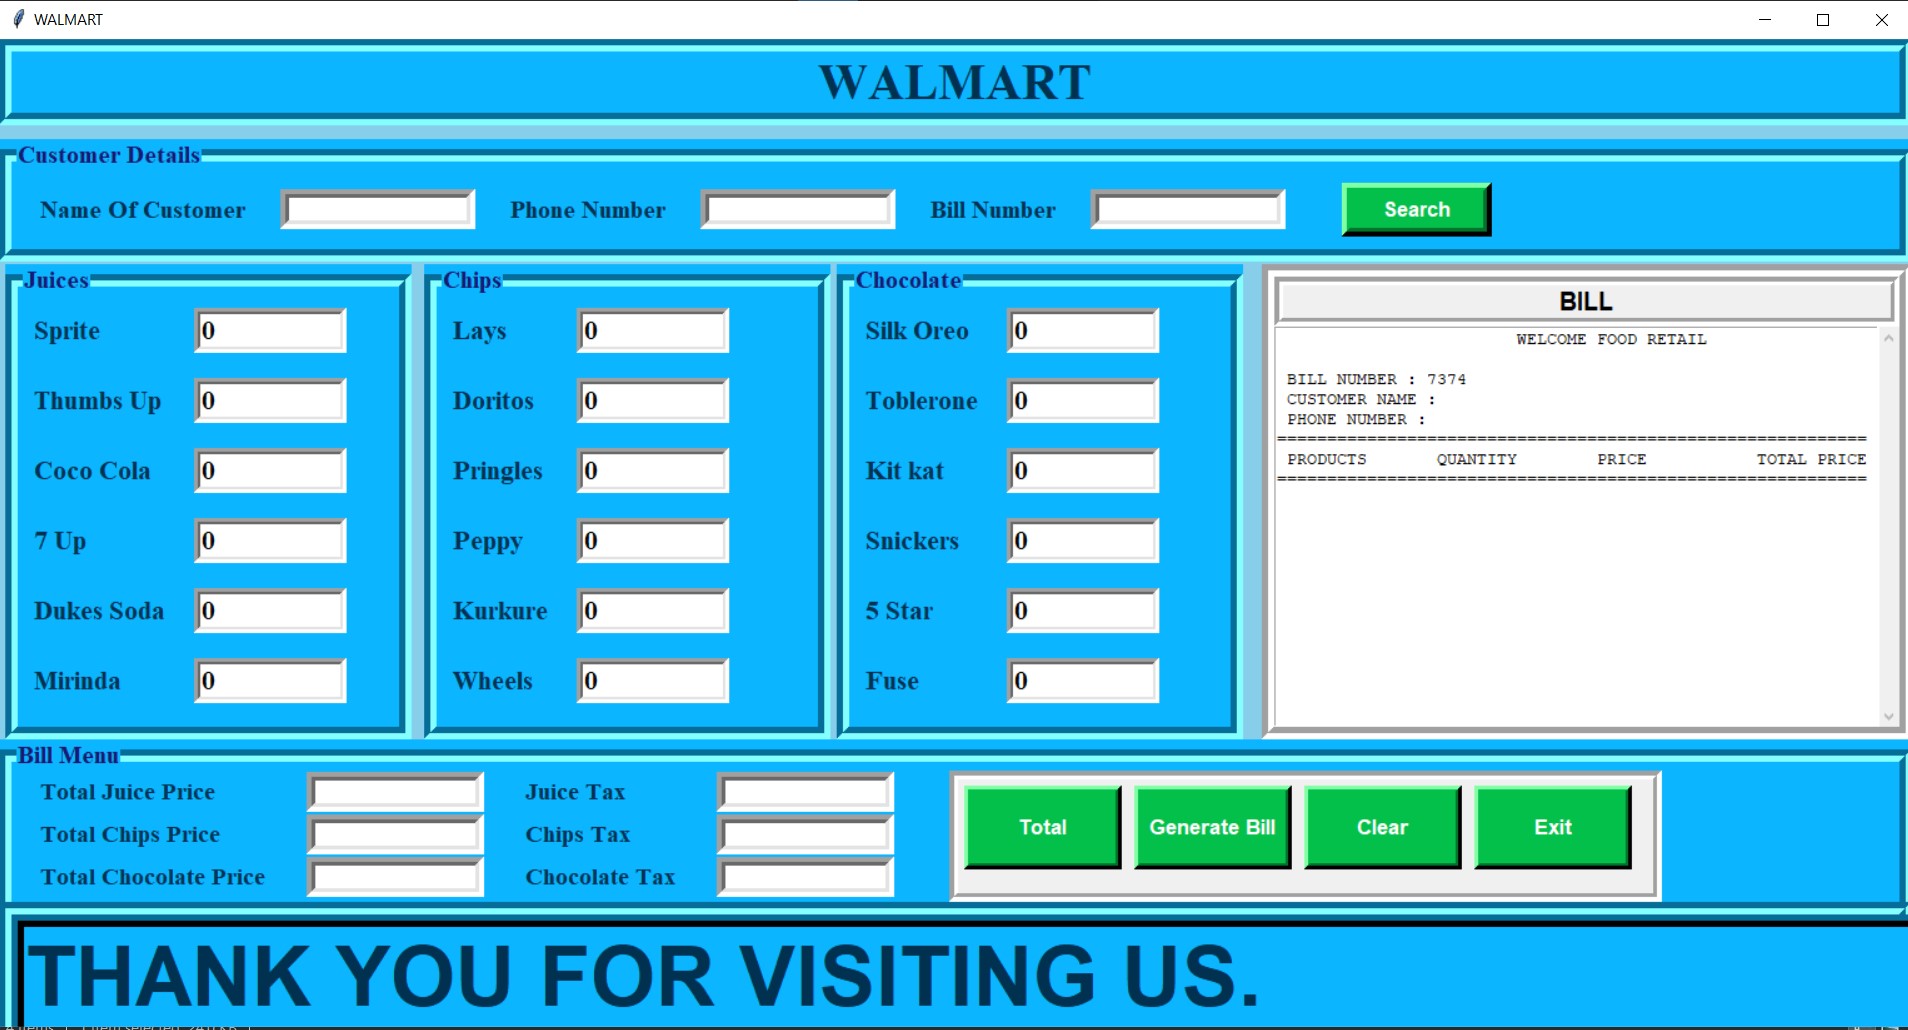 WALMART
WALMART
Customer Details
Name Of Customer Phone Number Bill Number Search
Juices
Sprite 0
Thumbs Up 0
Coco Cola 0
7 Up 0
Dukes Soda 0
Mirinda 0
Chips
Lays 0
Doritos 0
Pringles 0
Peppy 0
Kurkure 0
Wheels 0
Chocolate
Silk Oreo 0
Toblerone 0
Kit kat 0
Snickers 0
5 Star 0
Fuse 0
BILL
WELCOME FOOD RETAIL
BILL NUMBER : 7374
CUSTOMER NAME :
PHONE NUMBER :
===========================================================
PRODUCTS QUANTITY PRICE TOTAL PRICE
===========================================================
Bill Menu
Total Juice Price Juice Tax
Total Chips Price Chips Tax
Total Chocolate Price Chocolate Tax
Total Generate Bill Clear Exit
THANK YOU FOR VISITING US.